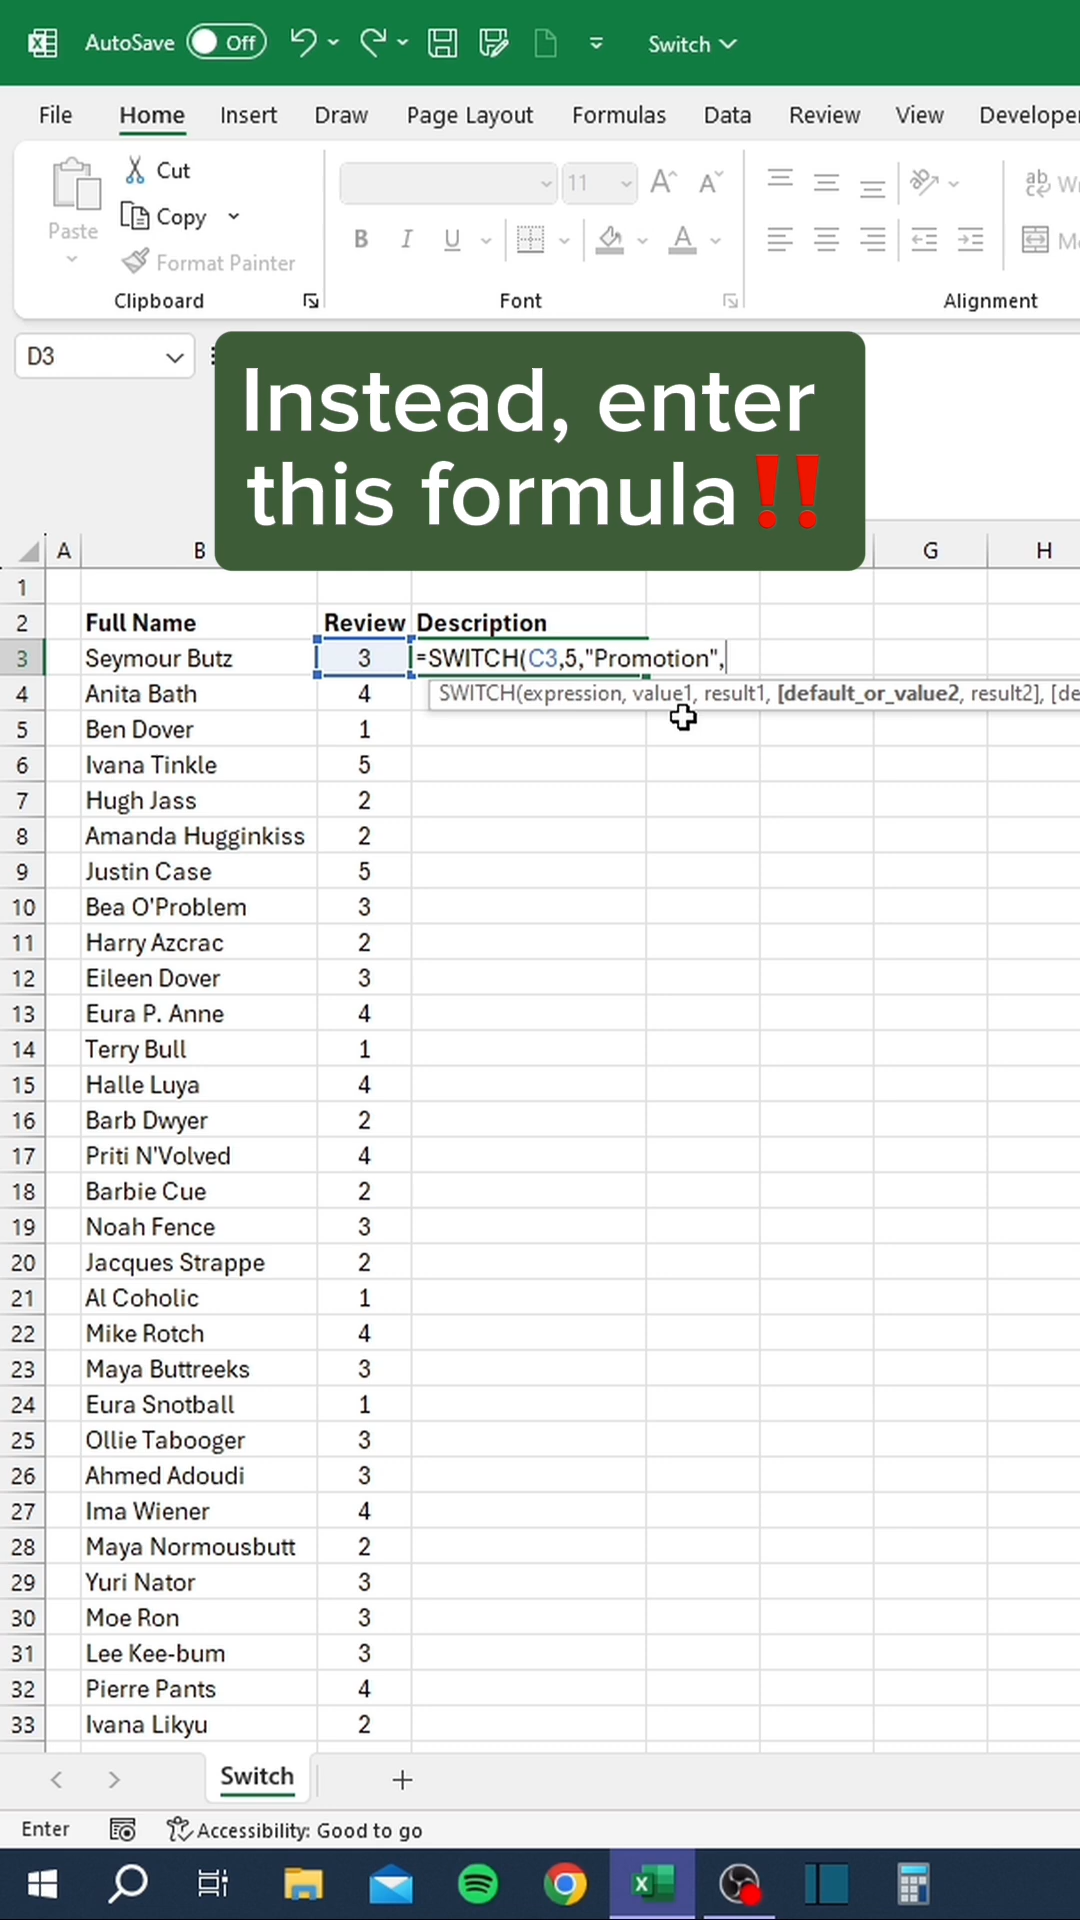 AutoSave Off Switch
File Home Insert Draw Page Layout Formulas Data Review View Developer
Paste
Cut
Copy
Format Painter
Clipboard
11
B I U
Font
Alignment
D3
Instead, enter
this formula‼
A B G H
1
2 Full Name Review Description
3 Seymour Butz 3 =SWITCH(C3,5,"Promotion",
SWITCH(expression, value1, result1, [default_or_value2, result2], [de
4 Anita Bath 4
5 Ben Dover 1
6 Ivana Tinkle 5
7 Hugh Jass 2
8 Amanda Hugginkiss 2
9 Justin Case 5
10 Bea O'Problem 3
11 Harry Azcrac 2
12 Eileen Dover 3
13 Eura P. Anne 4
14 Terry Bull 1
15 Halle Luya 4
16 Barb Dwyer 2
17 Priti N'Volved 4
18 Barbie Cue 2
19 Noah Fence 3
20 Jacques Strappe 2
21 Al Coholic 1
22 Mike Rotch 4
23 Maya Buttreeks 3
24 Eura Snotball 1
25 Ollie Tabooger 3
26 Ahmed Adoudi 3
27 Ima Wiener 4
28 Maya Normousbutt 2
29 Yuri Nator 3
30 Moe Ron 3
31 Lee Kee-bum 3
32 Pierre Pants 4
33 Ivana Likyu 2
Switch
Enter Accessibility: Good to go